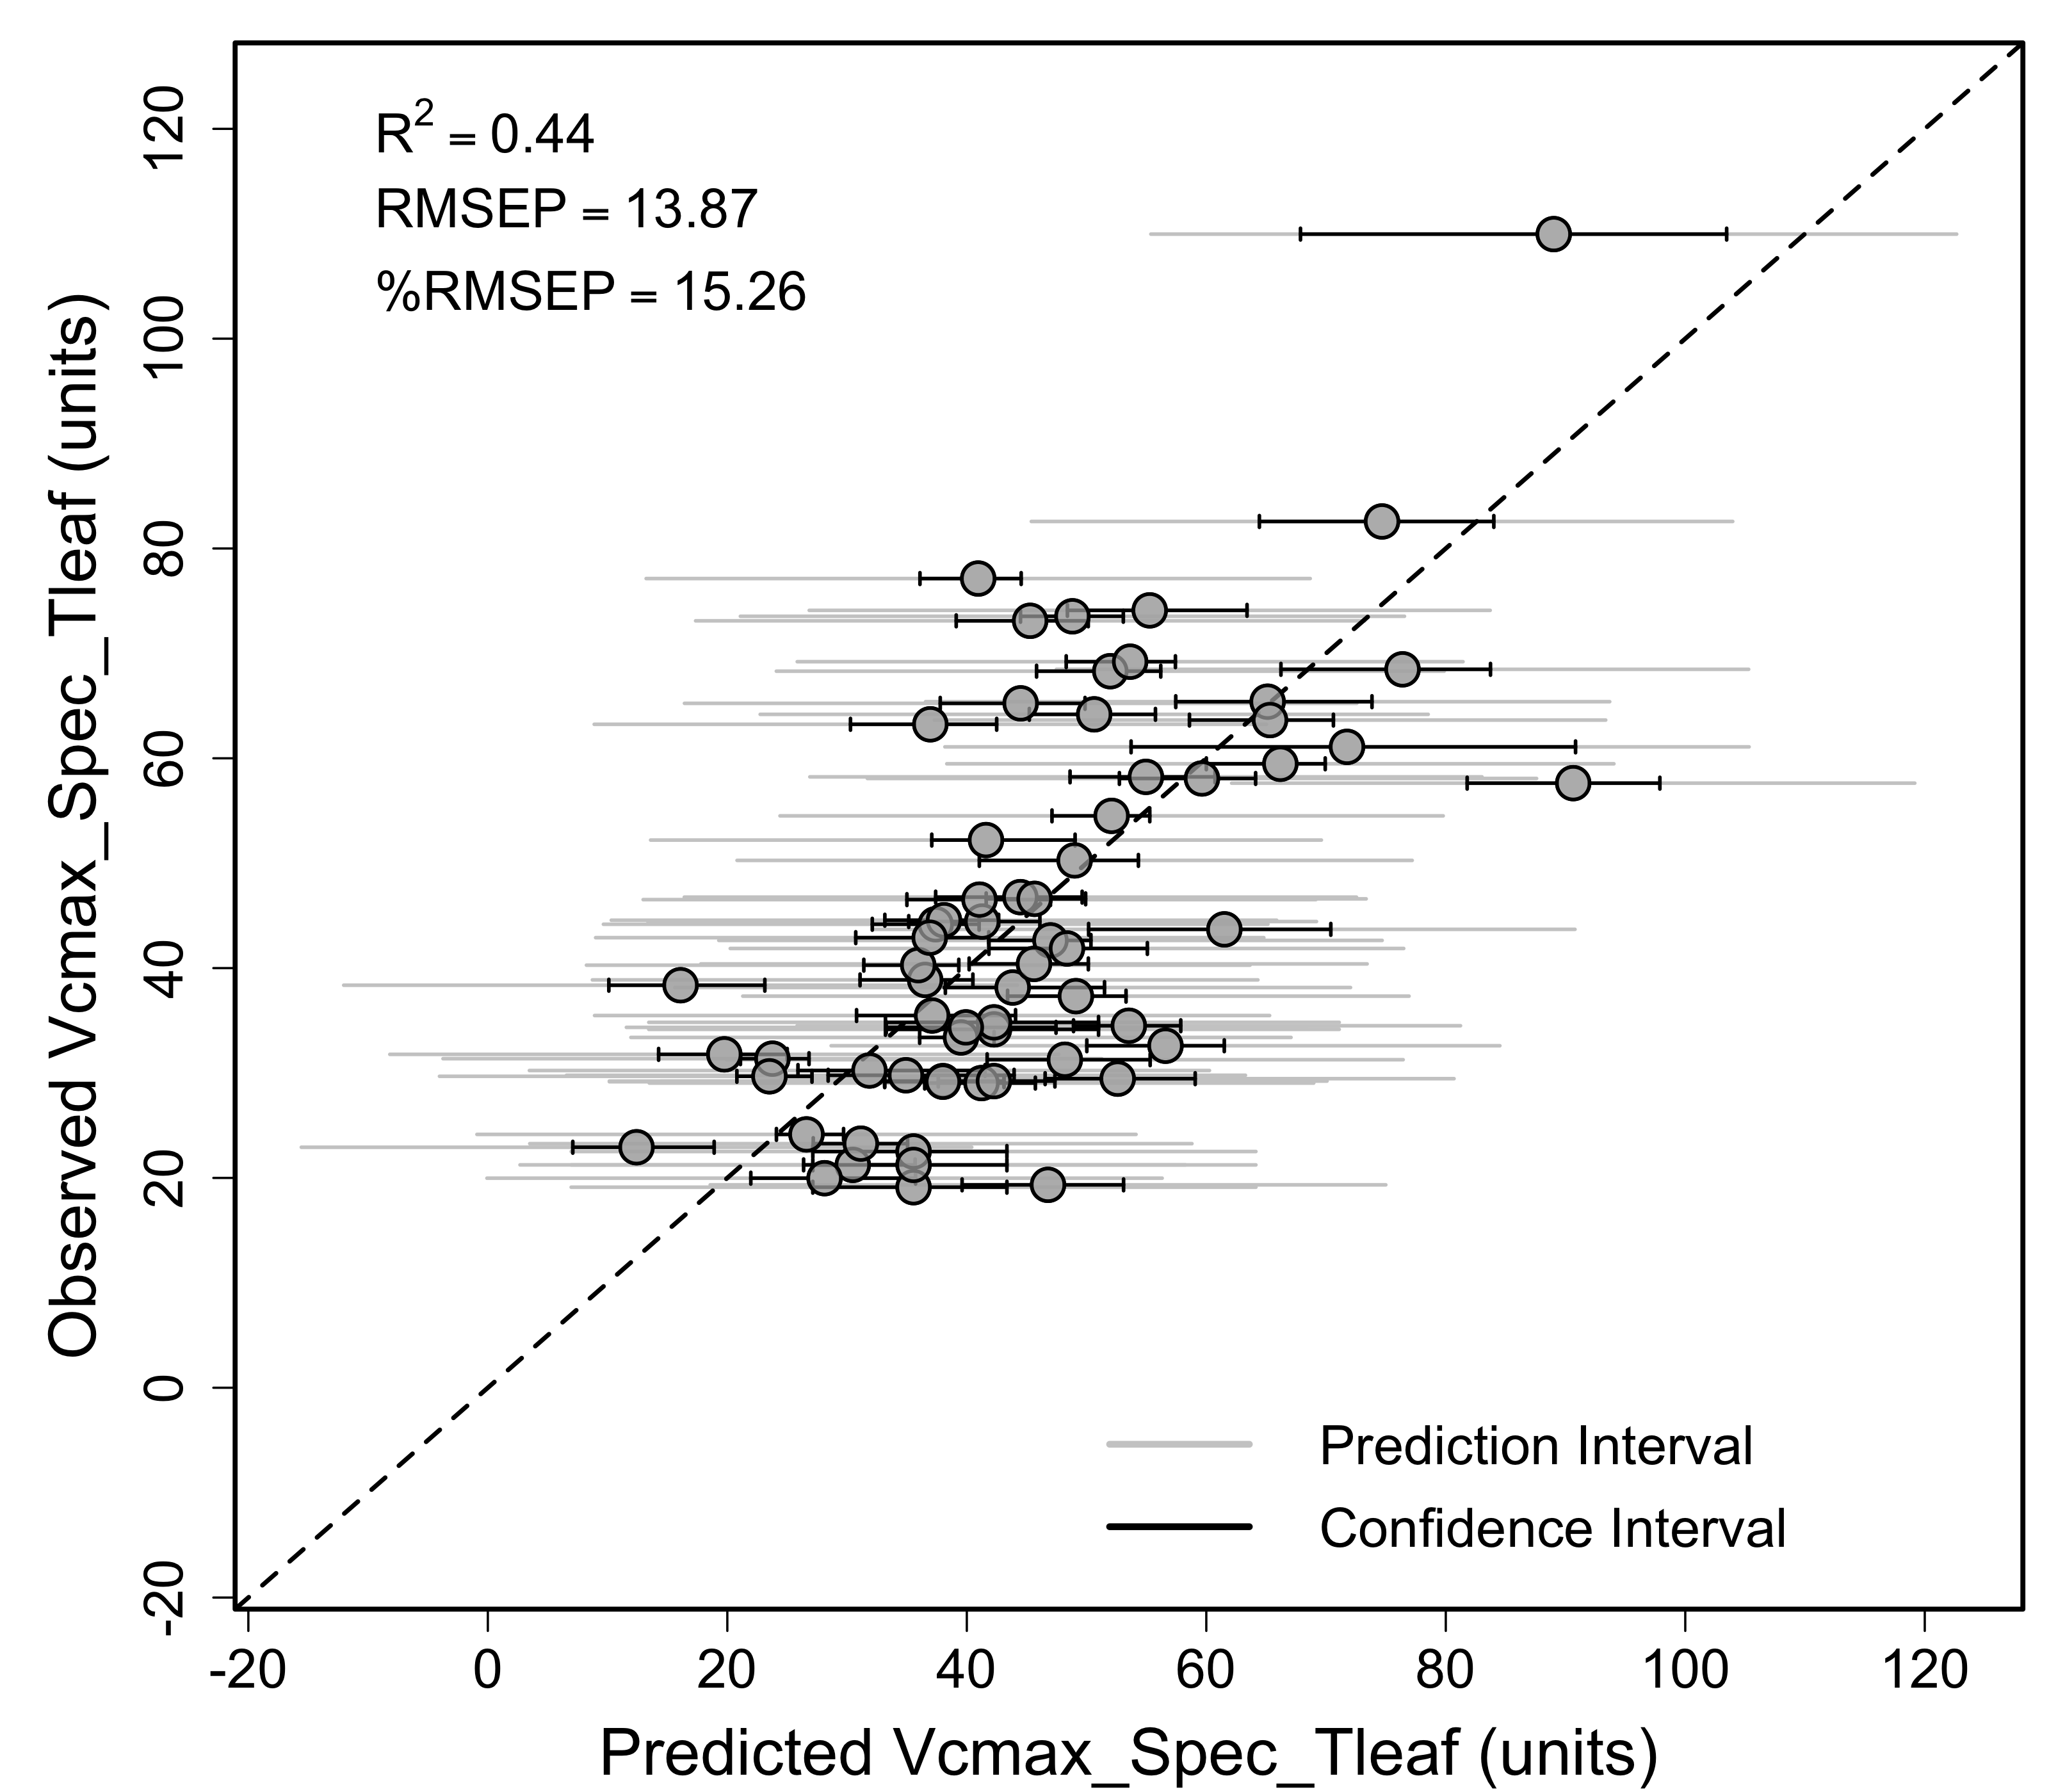 R2 = 0.44
RMSEP = 13.87
%RMSEP = 15.26
Observed Vcmax_Spec_Tleaf (units)
120
100
80
60
40
20
0
-20
Prediction Interval
Confidence Interval
-20 0 20 40 60 80 100 120
Predicted Vcmax_Spec_Tleaf (units)